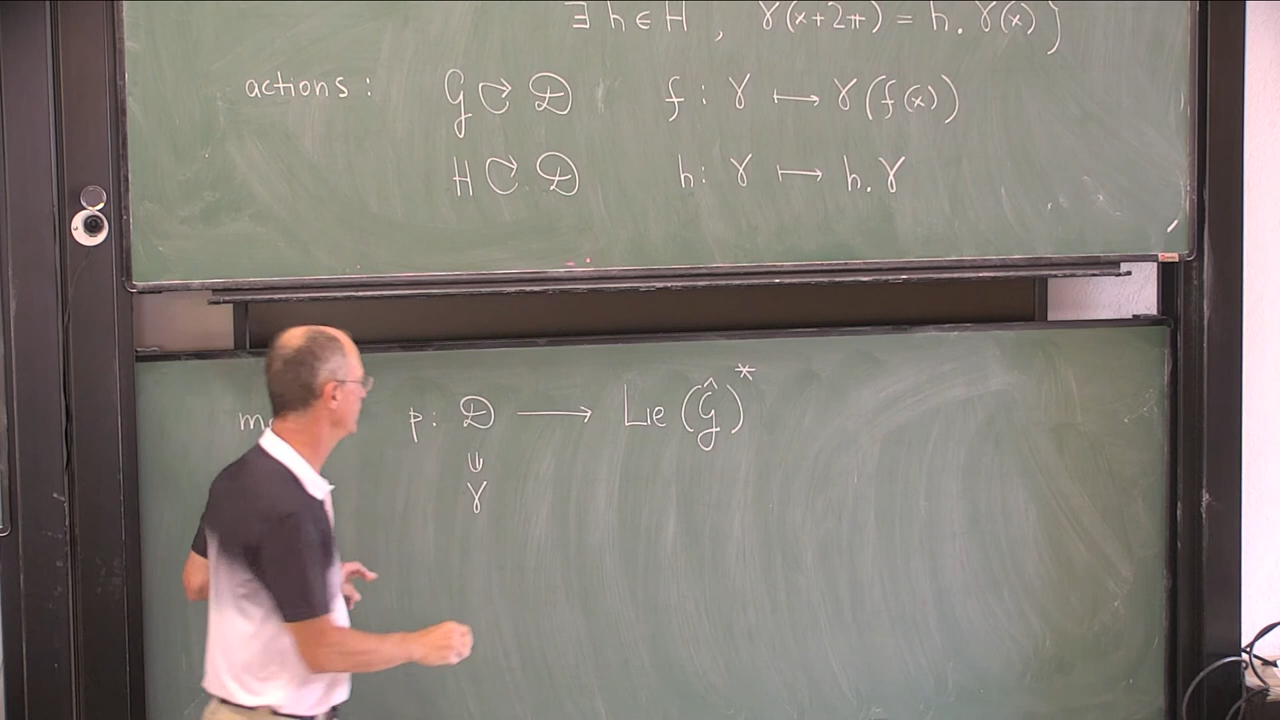 ∃ h ∈ H , γ(x+2π) = h. γ(x) }
actions : G ↻ 𝒟 f : γ ⟼ γ(f(x))
H ↻ 𝒟 h: γ ⟼ h. γ
p : 𝒟 ⟶ Lie (Ĝ)*
⋓
γ